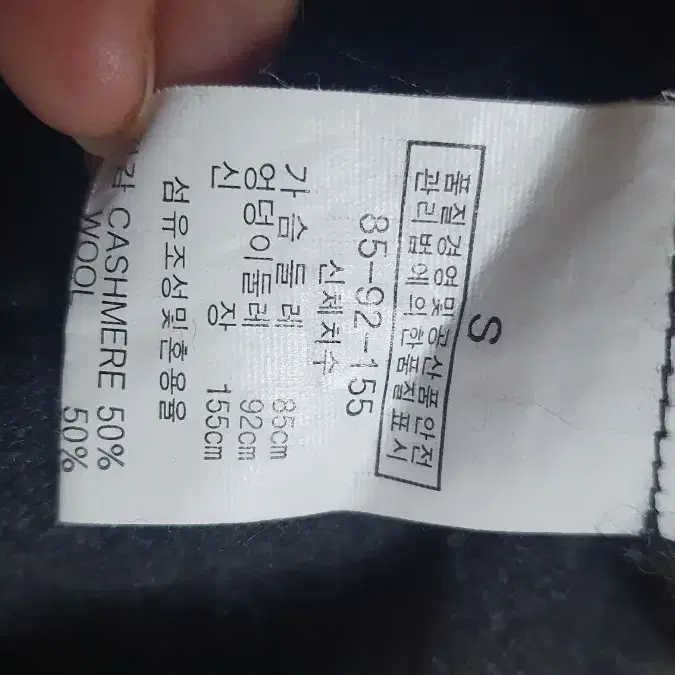 S
품질경영및공산품안전
관리법에의한품질표시
85-92-155
신체치수
가슴둘레 85cm
엉덩이둘레 92cm
신장 155cm
섬유조성및혼용율
겉감 CASHMERE 50%
WOOL 50%